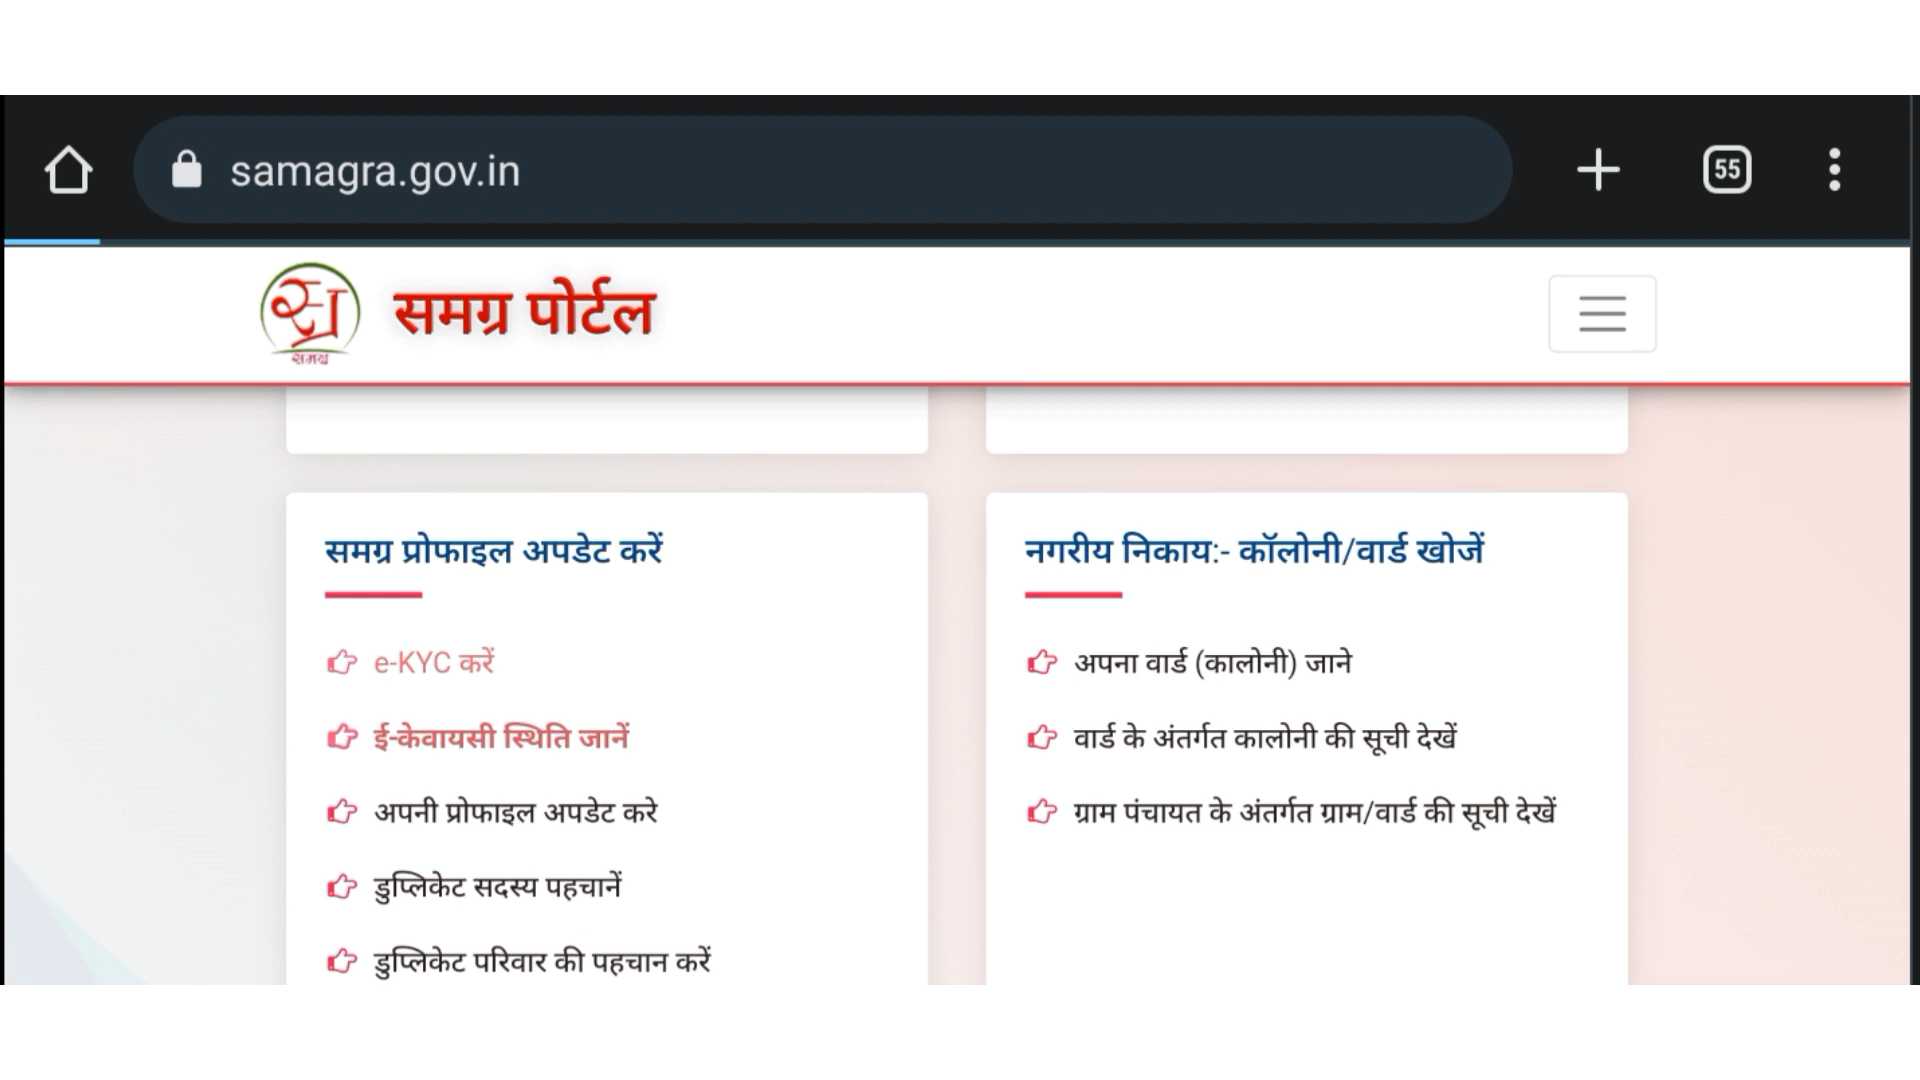 samagra.gov.in
55
समग्र
समग्र पोर्टल
समग्र प्रोफाइल अपडेट करें
e-KYC करें
ई-केवायसी स्थिति जानें
अपनी प्रोफाइल अपडेट करे
डुप्लिकेट सदस्य पहचानें
डुप्लिकेट परिवार की पहचान करें
नगरीय निकाय:- कॉलोनी/वार्ड खोजें
अपना वार्ड (कालोनी) जाने
वार्ड के अंतर्गत कालोनी की सूची देखें
ग्राम पंचायत के अंतर्गत ग्राम/वार्ड की सूची देखें